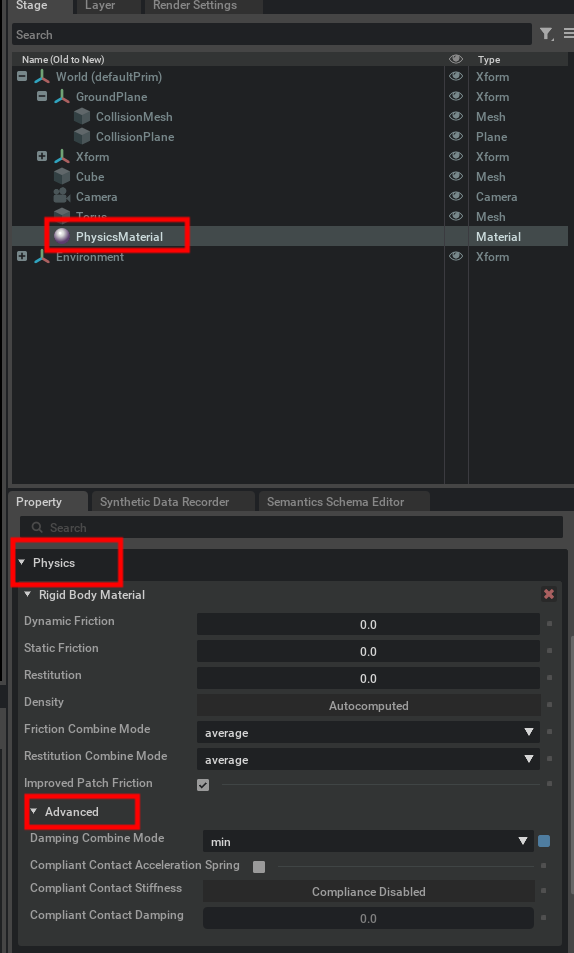 Stage Layer Render Settings
Search
Name (Old to New) Type
World (defaultPrim) Xform
GroundPlane Xform
CollisionMesh Mesh
CollisionPlane Plane
Xform Xform
Cube Mesh
Camera Camera
Torus Mesh
PhysicsMaterial Material
Environment Xform
Property Synthetic Data Recorder Semantics Schema Editor
Search
Physics
Rigid Body Material
Dynamic Friction 0.0
Static Friction 0.0
Restitution 0.0
Density Autocomputed
Friction Combine Mode average
Restitution Combine Mode average
Improved Patch Friction
Advanced
Damping Combine Mode min
Compliant Contact Acceleration Spring
Compliant Contact Stiffness Compliance Disabled
Compliant Contact Damping 0.0